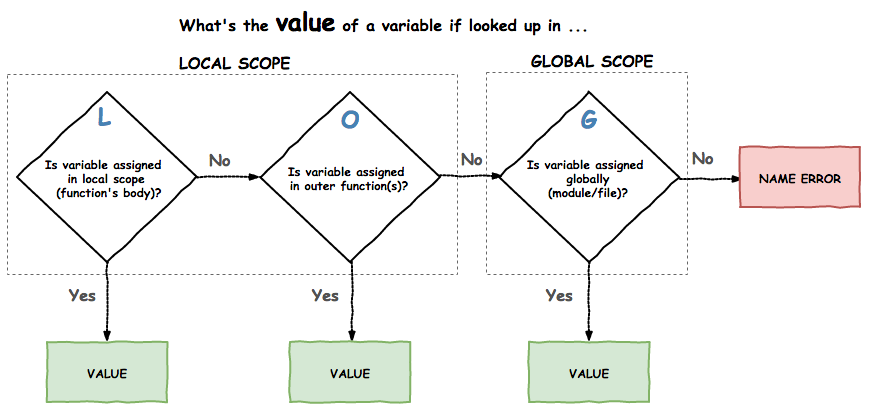 What's the value of a variable if looked up in ...
LOCAL SCOPE
GLOBAL SCOPE
L
Is variable assigned
in local scope
(function's body)?
No
O
Is variable assigned
in outer function(s)?
No
G
Is variable assigned
globally
(module/file)?
No
NAME ERROR
Yes
Yes
Yes
VALUE
VALUE
VALUE